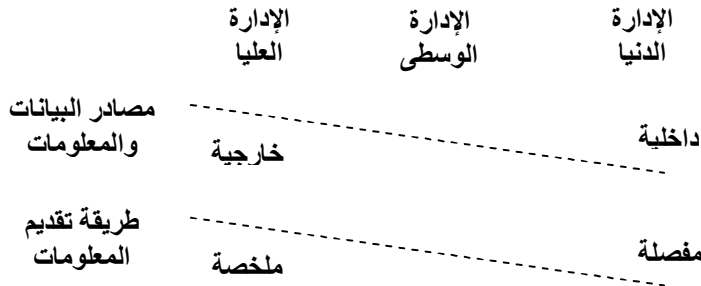 الإدارة الدنيا
الإدارة الوسطى
الإدارة العليا
مصادر البيانات
والمعلومات
داخلية
خارجية
طريقة تقديم
المعلومات
مفصلة
ملخصة